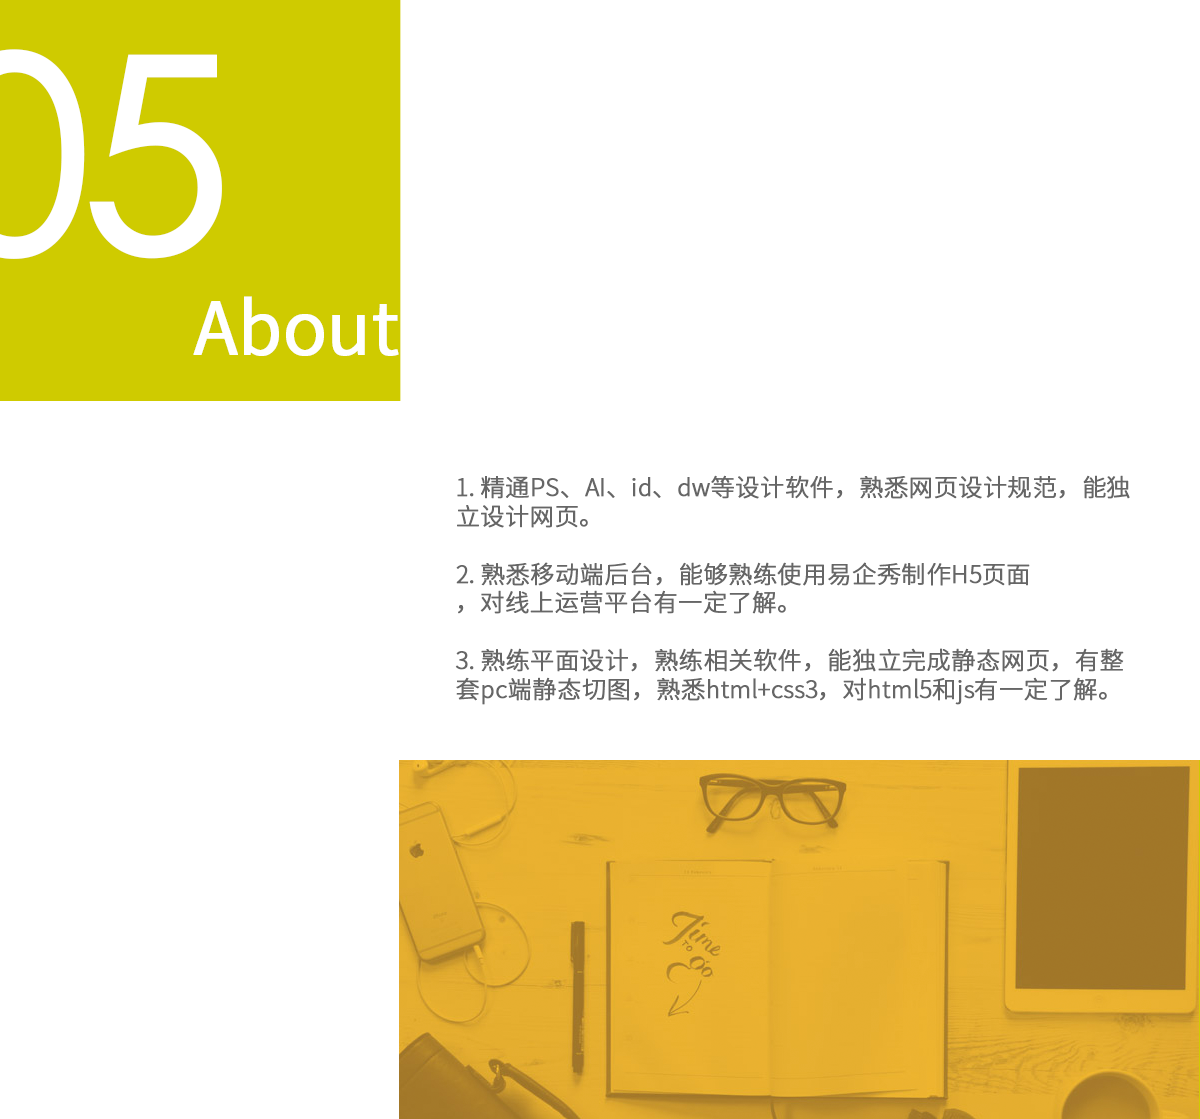 05
About
1. 精通PS、AI、id、dw等设计软件，熟悉网页设计规范，能独
立设计网页。
2. 熟悉移动端后台，能够熟练使用易企秀制作H5页面
，对线上运营平台有一定了解。
3. 熟练平面设计，熟练相关软件，能独立完成静态网页，有整
套pc端静态切图，熟悉html+css3，对html5和js有一定了解。
Time
TO
go